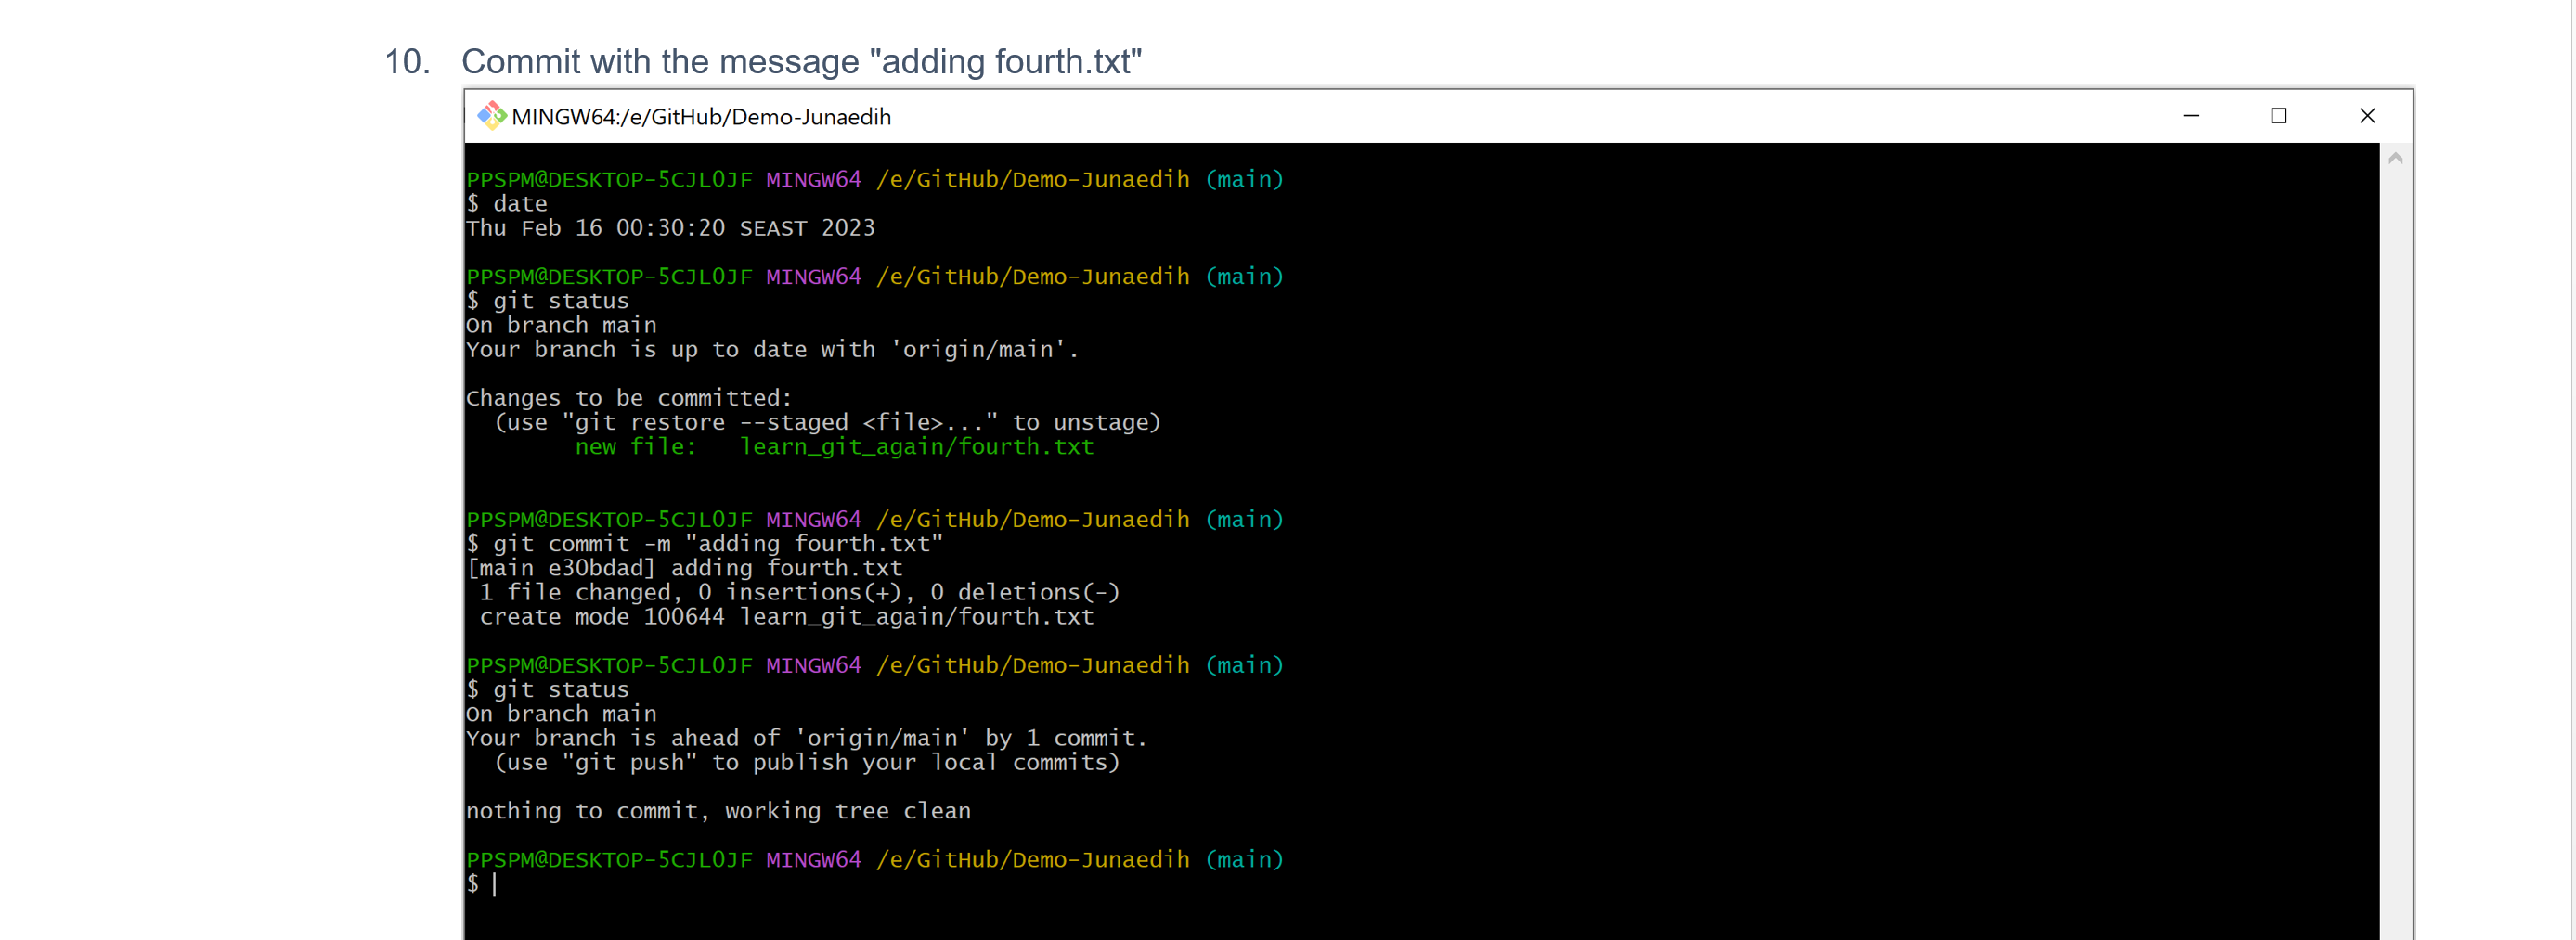 10. Commit with the message "adding fourth.txt"
MINGW64:/e/GitHub/Demo-Junaedih
PPSPM@DESKTOP-5CJL0JF MINGW64 /e/GitHub/Demo-Junaedih (main)
$ date
Thu Feb 16 00:30:20 SEAST 2023
PPSPM@DESKTOP-5CJL0JF MINGW64 /e/GitHub/Demo-Junaedih (main)
$ git status
On branch main
Your branch is up to date with 'origin/main'.
Changes to be committed:
  (use "git restore --staged <file>..." to unstage)
        new file:   learn_git_again/fourth.txt
PPSPM@DESKTOP-5CJL0JF MINGW64 /e/GitHub/Demo-Junaedih (main)
$ git commit -m "adding fourth.txt"
[main e30bdad] adding fourth.txt
 1 file changed, 0 insertions(+), 0 deletions(-)
 create mode 100644 learn_git_again/fourth.txt
PPSPM@DESKTOP-5CJL0JF MINGW64 /e/GitHub/Demo-Junaedih (main)
$ git status
On branch main
Your branch is ahead of 'origin/main' by 1 commit.
  (use "git push" to publish your local commits)
nothing to commit, working tree clean
PPSPM@DESKTOP-5CJL0JF MINGW64 /e/GitHub/Demo-Junaedih (main)
$